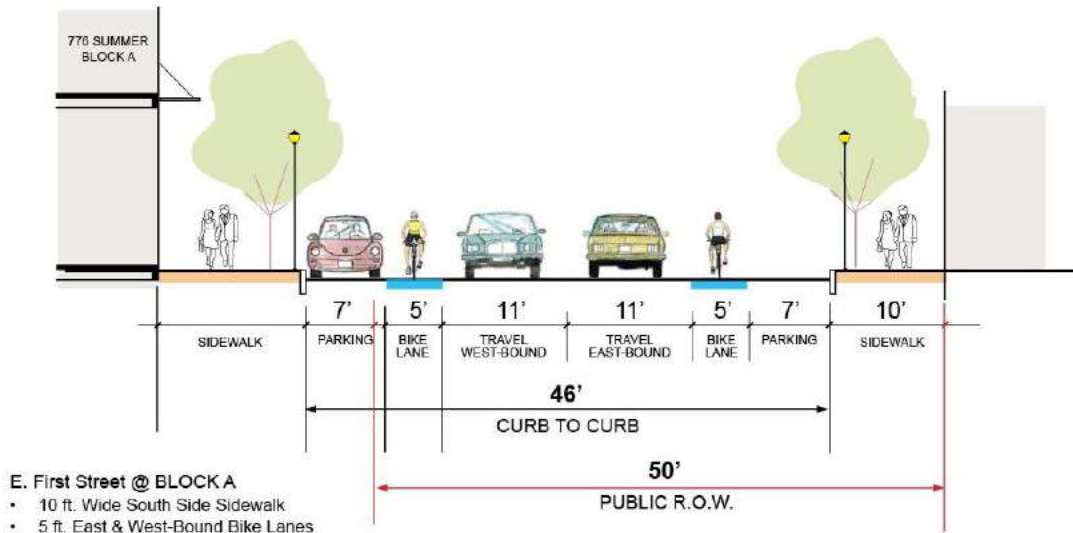 776 SUMMER
BLOCK A
7’ 5’ 11’ 11’ 5’ 7’ 10’
SIDEWALK PARKING BIKE LANE TRAVEL WEST-BOUND TRAVEL EAST-BOUND BIKE LANE PARKING SIDEWALK
46’
CURB TO CURB
50’
PUBLIC R.O.W.
E. First Street @ BLOCK A
• 10 ft. Wide South Side Sidewalk
• 5 ft. East & West-Bound Bike Lanes